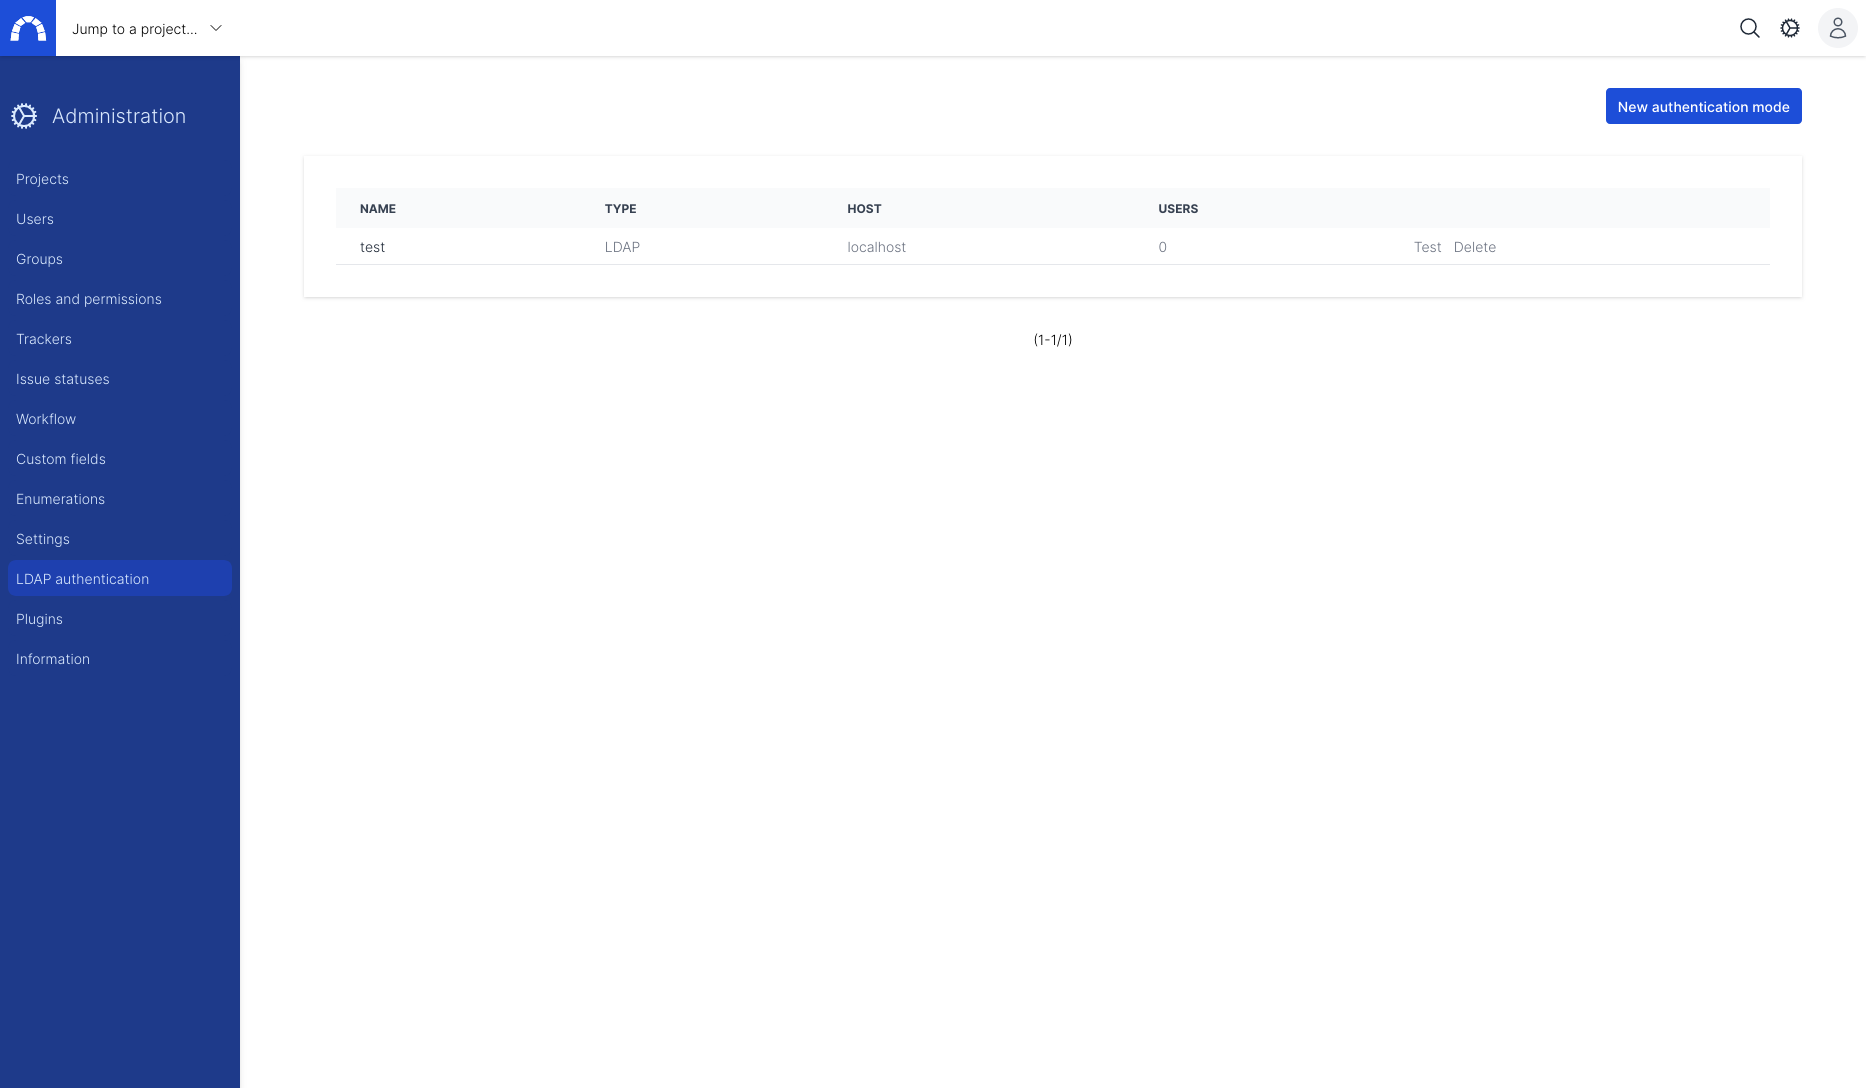 Jump to a project...
Administration
Projects
Users
Groups
Roles and permissions
Trackers
Issue statuses
Workflow
Custom fields
Enumerations
Settings
LDAP authentication
Plugins
Information
New authentication mode
NAME TYPE HOST USERS
test LDAP localhost 0 Test Delete
(1-1/1)